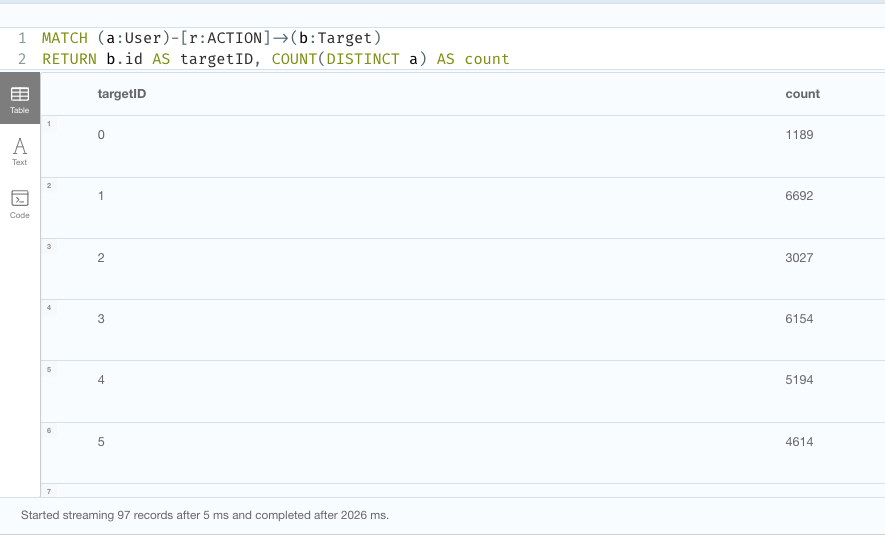 1 MATCH (a:User)-[r:ACTION]->(b:Target)
2 RETURN b.id AS targetID, COUNT(DISTINCT a) AS count
Table
Text
Code
targetID count
1 0 1189
2 1 6692
3 2 3027
4 3 6154
5 4 5194
6 5 4614
7
Started streaming 97 records after 5 ms and completed after 2026 ms.